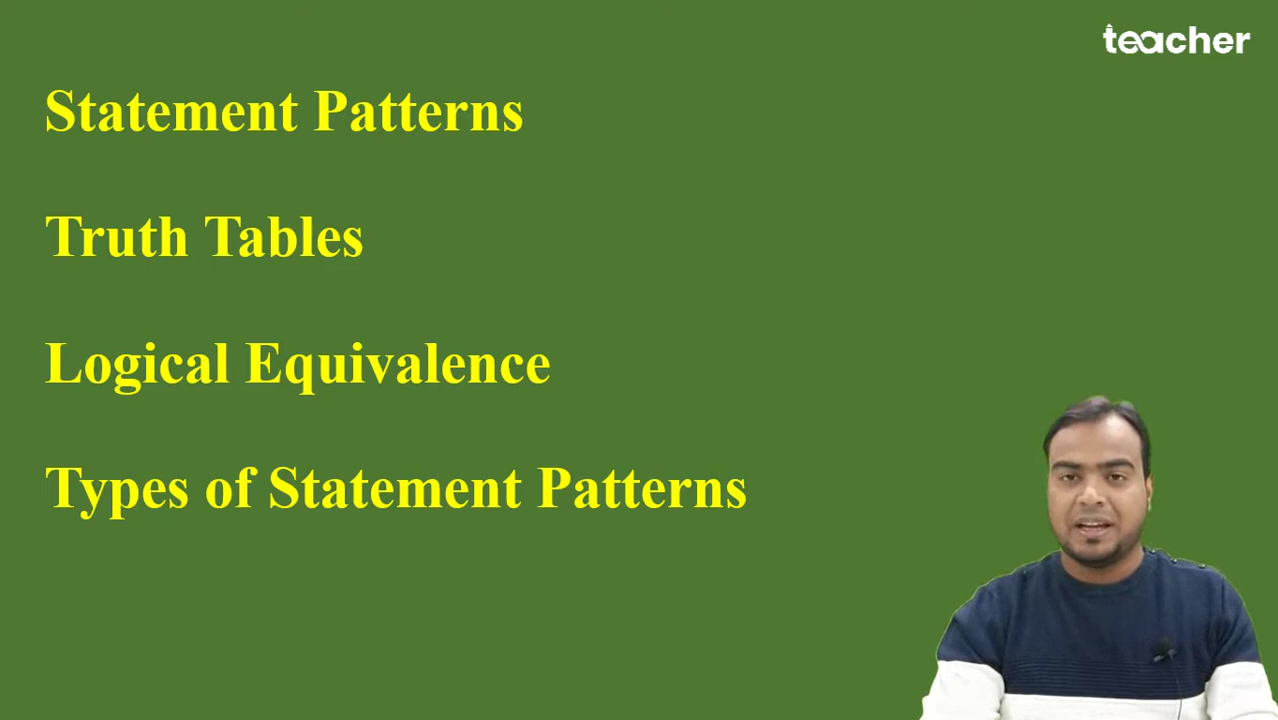 teacher
Statement Patterns
Truth Tables
Logical Equivalence
Types of Statement Patterns